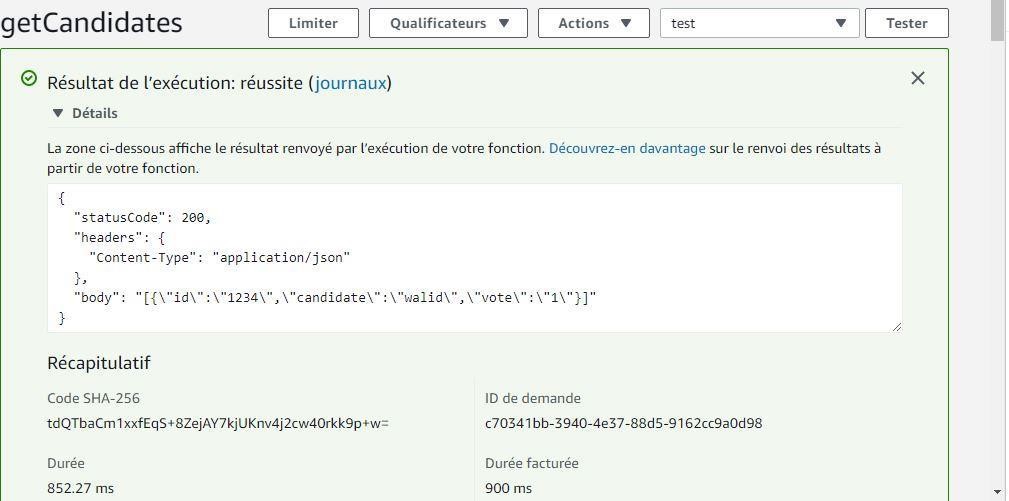 getCandidates
Limiter
Qualificateurs
Actions
test
Tester
Résultat de l'exécution: réussite (journaux)
Détails
La zone ci-dessous affiche le résultat renvoyé par l'exécution de votre fonction. Découvrez-en davantage sur le renvoi des résultats à
partir de votre fonction.
{
  "statusCode": 200,
  "headers": {
    "Content-Type": "application/json"
  },
  "body": "[{\"id\":\"1234\",\"candidate\":\"walid\",\"vote\":\"1\"}]"
}
Récapitulatif
Code SHA-256
tdQTbaCm1xxfEqS+8ZejAY7kjUKnv4j2cw40rkk9p+w=
ID de demande
c70341bb-3940-4e37-88d5-9162cc9a0d98
Durée
852.27 ms
Durée facturée
900 ms